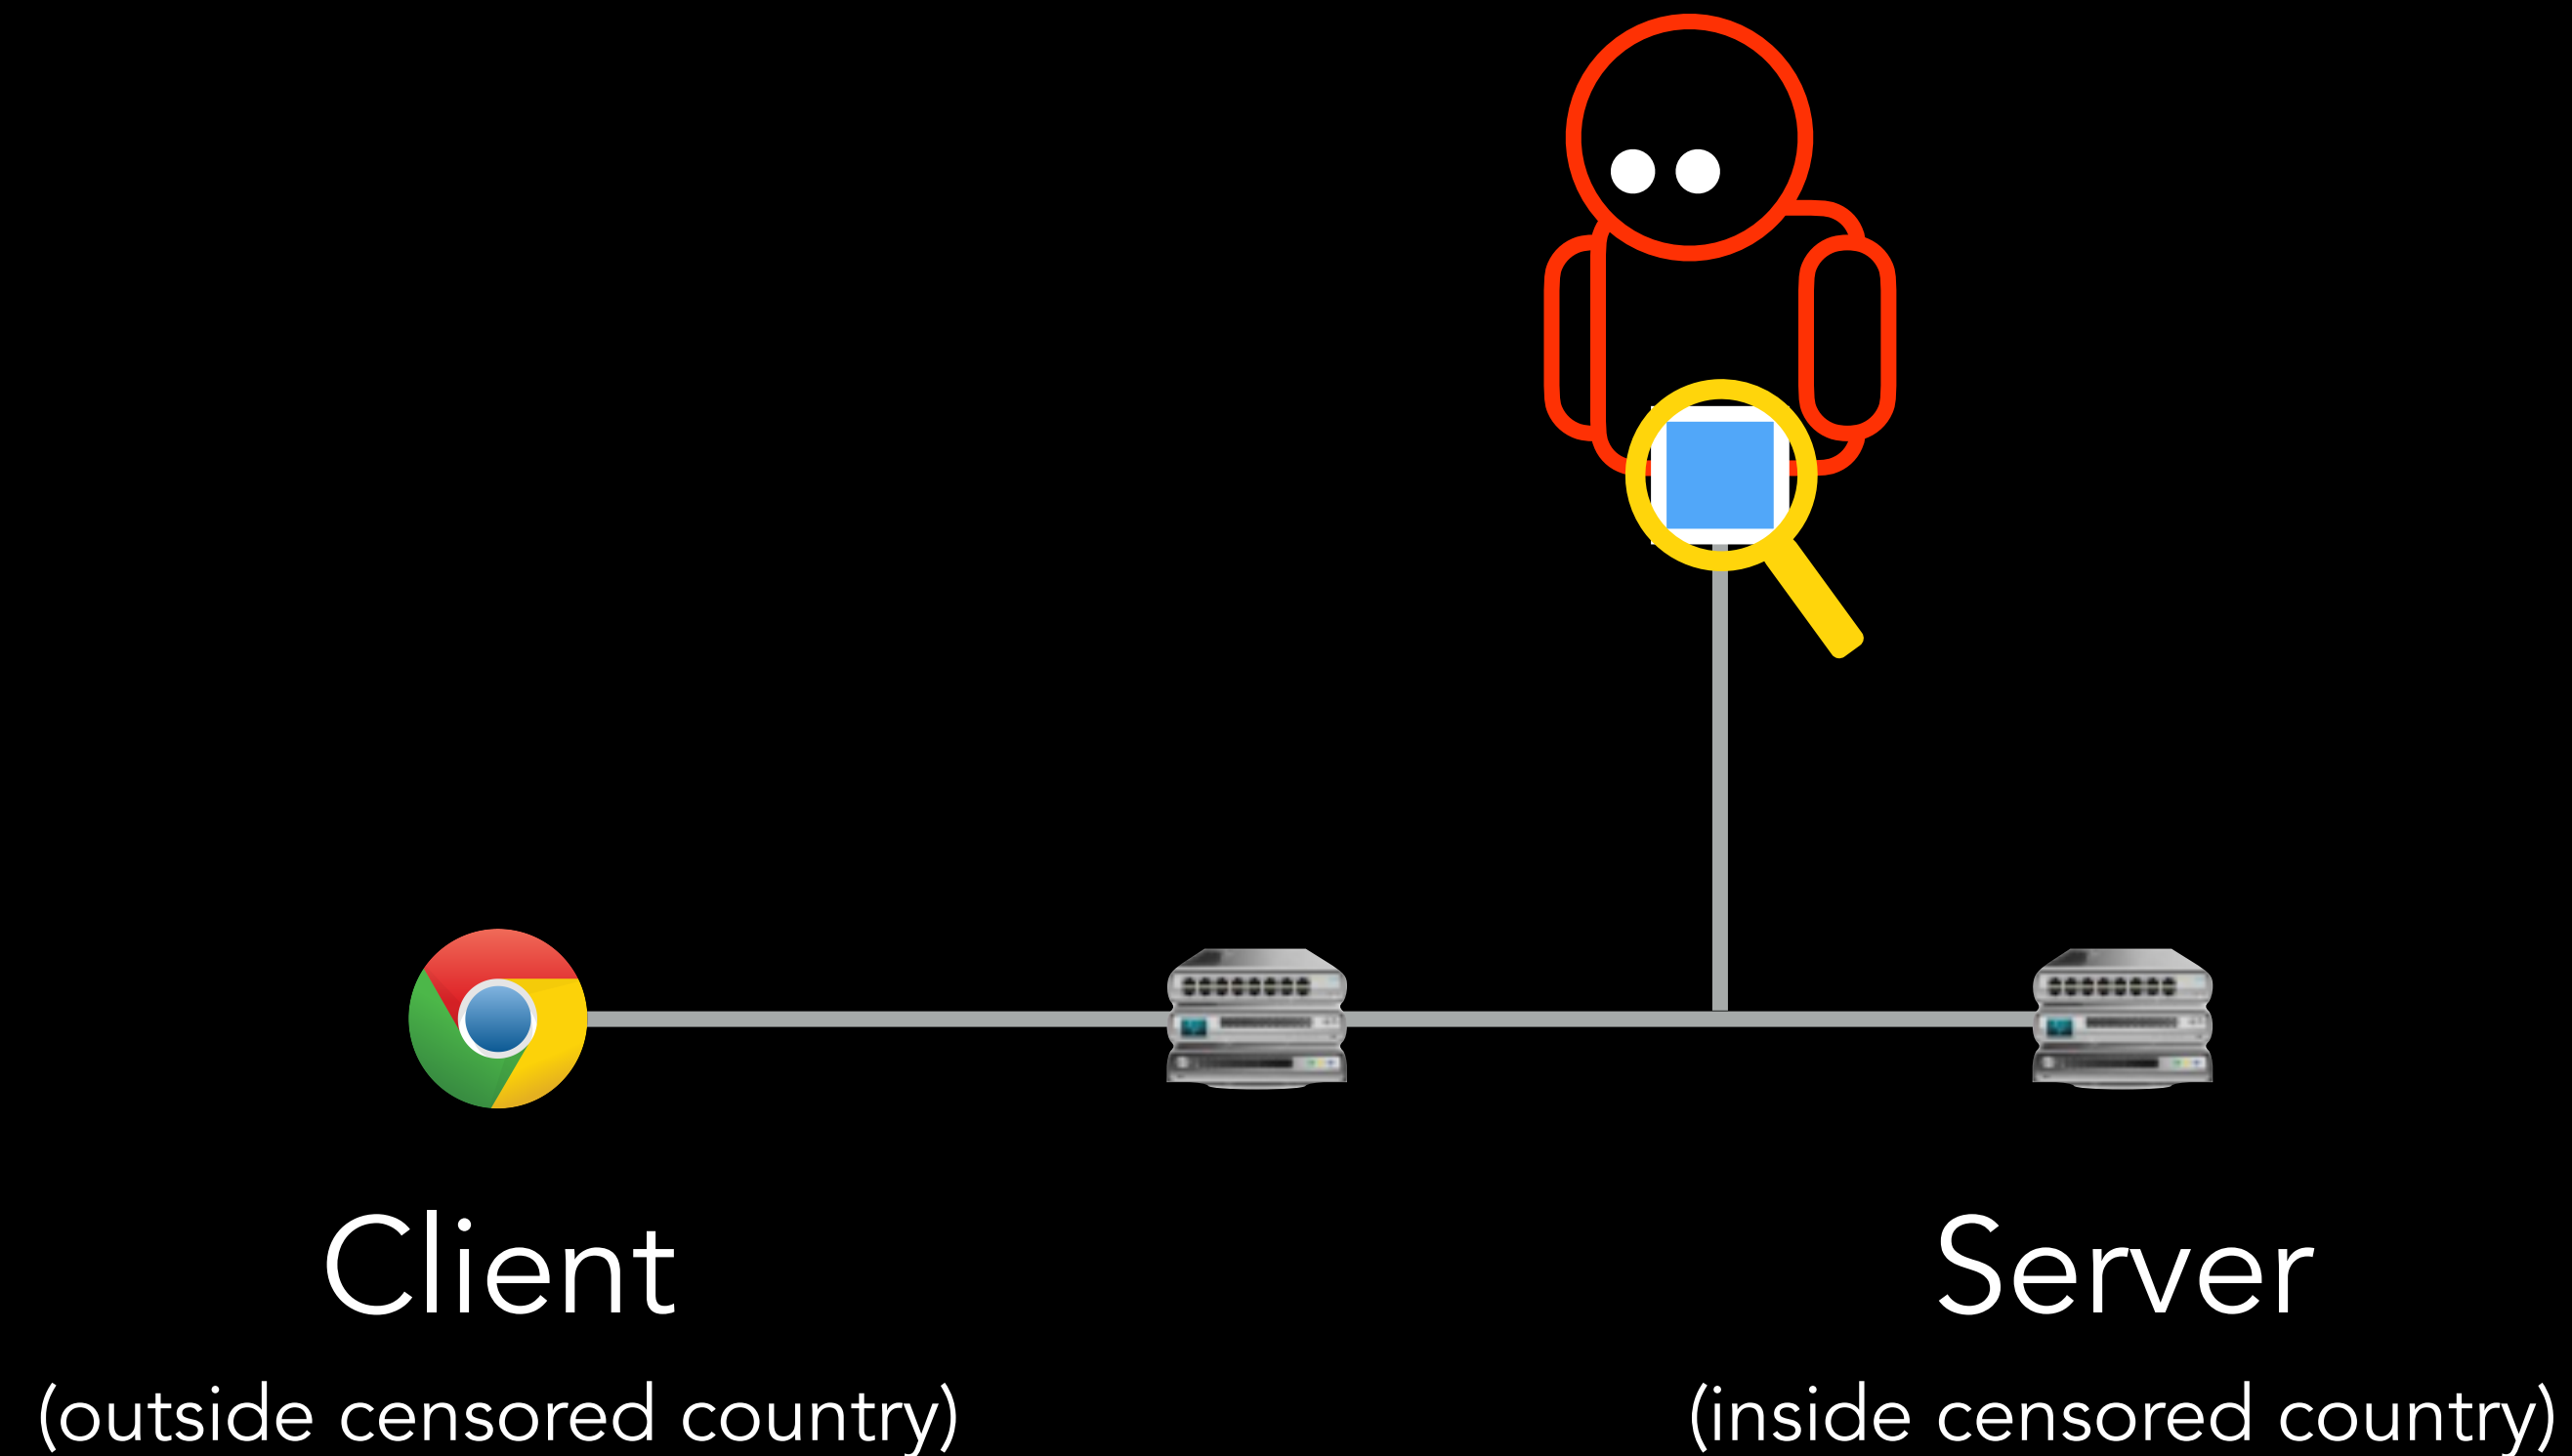 Client
Server
(outside censored country)
(inside censored country)